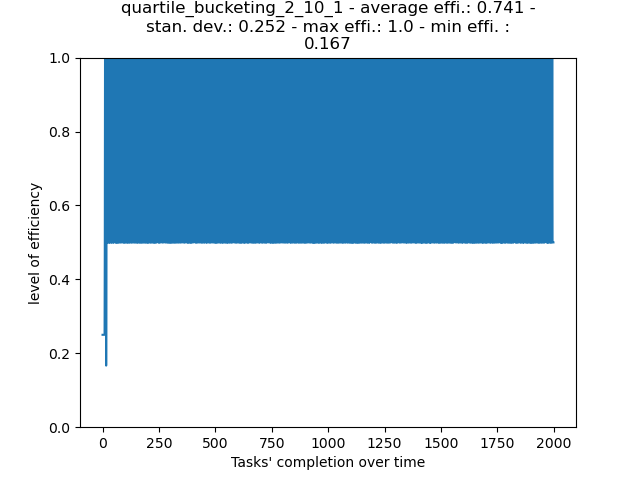 quartile_bucketing_2_10_1 - average effi.: 0.741 -
stan. dev.: 0.252 - max effi.: 1.0 - min effi. :
0.167
1.0
0.8
0.6
0.4
0.2
0.0
level of efficiency
0 250 500 750 1000 1250 1500 1750 2000
Tasks' completion over time